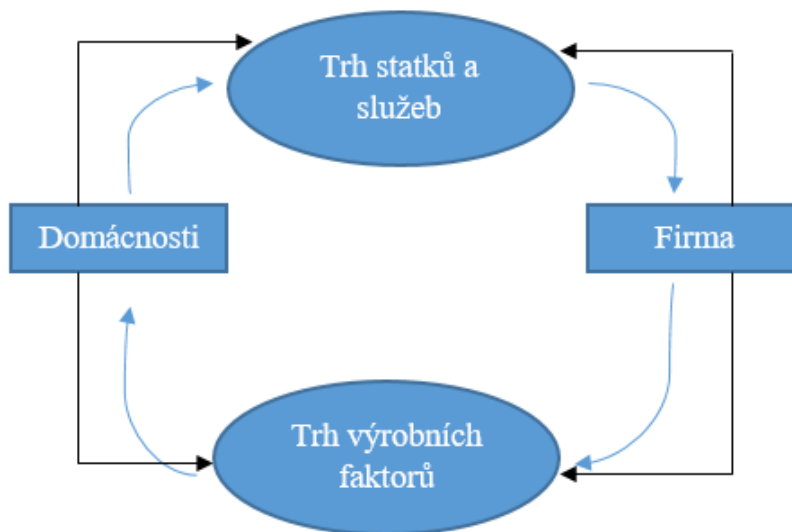 Trh statků a
služeb
Domácnosti
Firma
Trh výrobních
faktorů